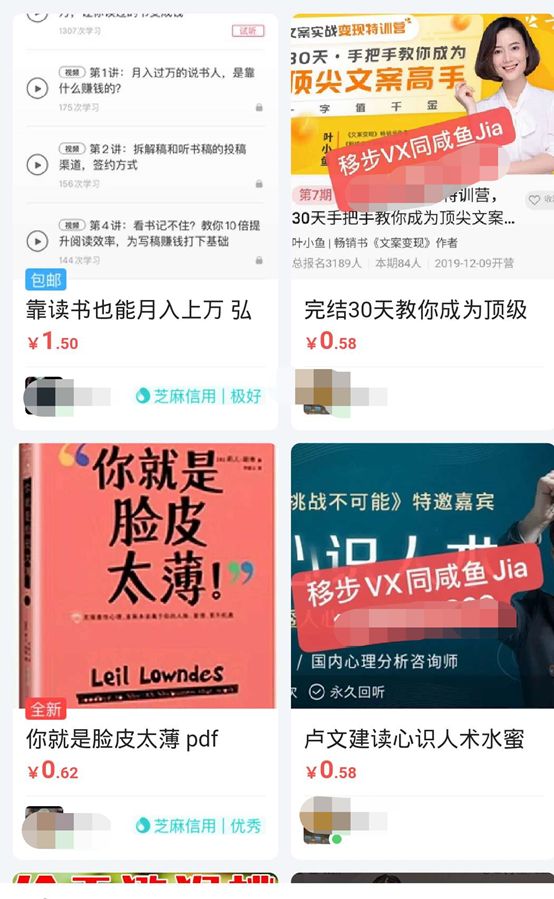 1307次学习
试听
视频 第1讲：月入过万的说书人，是靠
什么赚钱的？
175次学习
视频 第2讲：拆解稿和听书稿的投稿
渠道，签约方式
156次学习
视频 第4讲：看书记不住？教你10倍提
升阅读效率，为写稿赚钱打下基础
144次学习
包邮
靠读书也能月入上万 弘
¥1.50
芝麻信用 | 极好
文案实战变现特训营
30天·手把手教你成为
顶尖文案高手
一字值千金
叶小鱼
《文案变现》
移步VX同咸鱼Jia
第7期
特训营，
30天手把手教你成为顶尖文案...
叶小鱼 | 畅销书《文案变现》作者
总报名3189人 | 本期84人 | 2019-12-09开营
完结30天教你成为顶级
¥0.58
你就是
脸皮
太薄！
Leil Lowndes
全新
你就是脸皮太薄 pdf
¥0.62
芝麻信用 | 优秀
挑战不可能》特邀嘉宾
移步VX同咸鱼Jia
/ 国内心理分析咨询师
次 永久回听
卢文建读心识人术水蜜
¥0.58